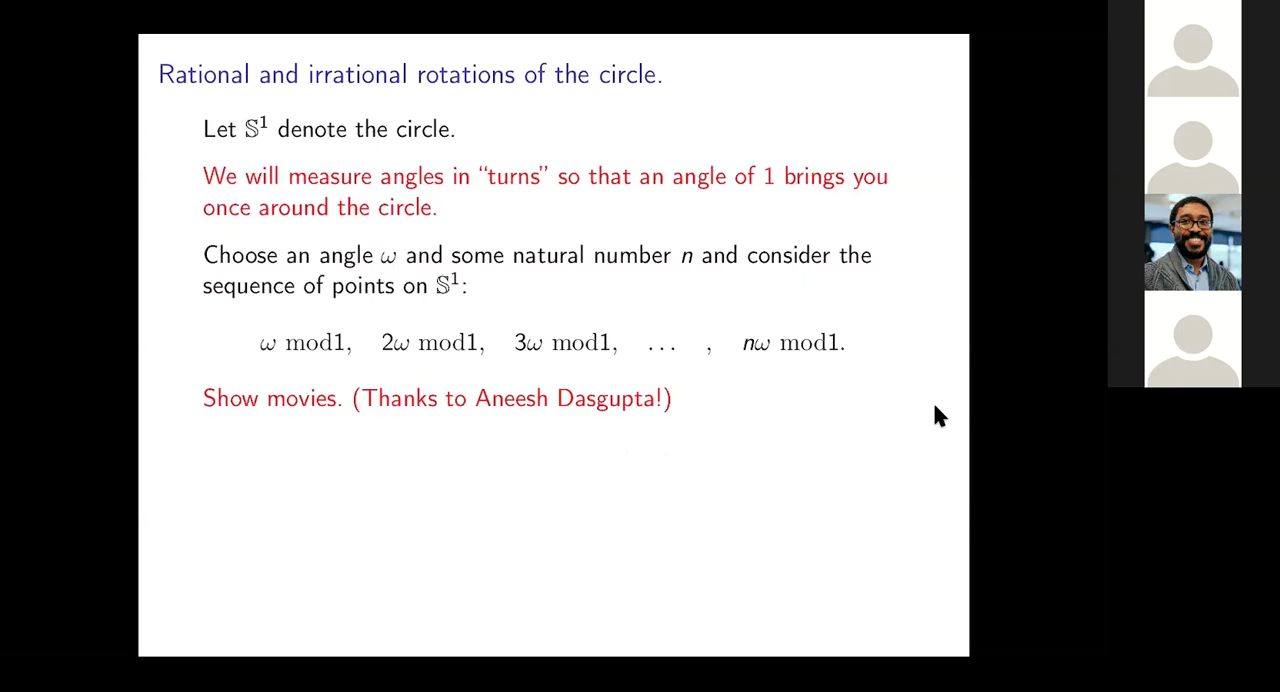 Rational and irrational rotations of the circle.
Let 𝕊¹ denote the circle.
We will measure angles in “turns” so that an angle of 1 brings you
once around the circle.
Choose an angle ω and some natural number n and consider the
sequence of points on 𝕊¹:
ω mod1, 2ω mod1, 3ω mod1, ... , nω mod1.
Show movies. (Thanks to Aneesh Dasgupta!)